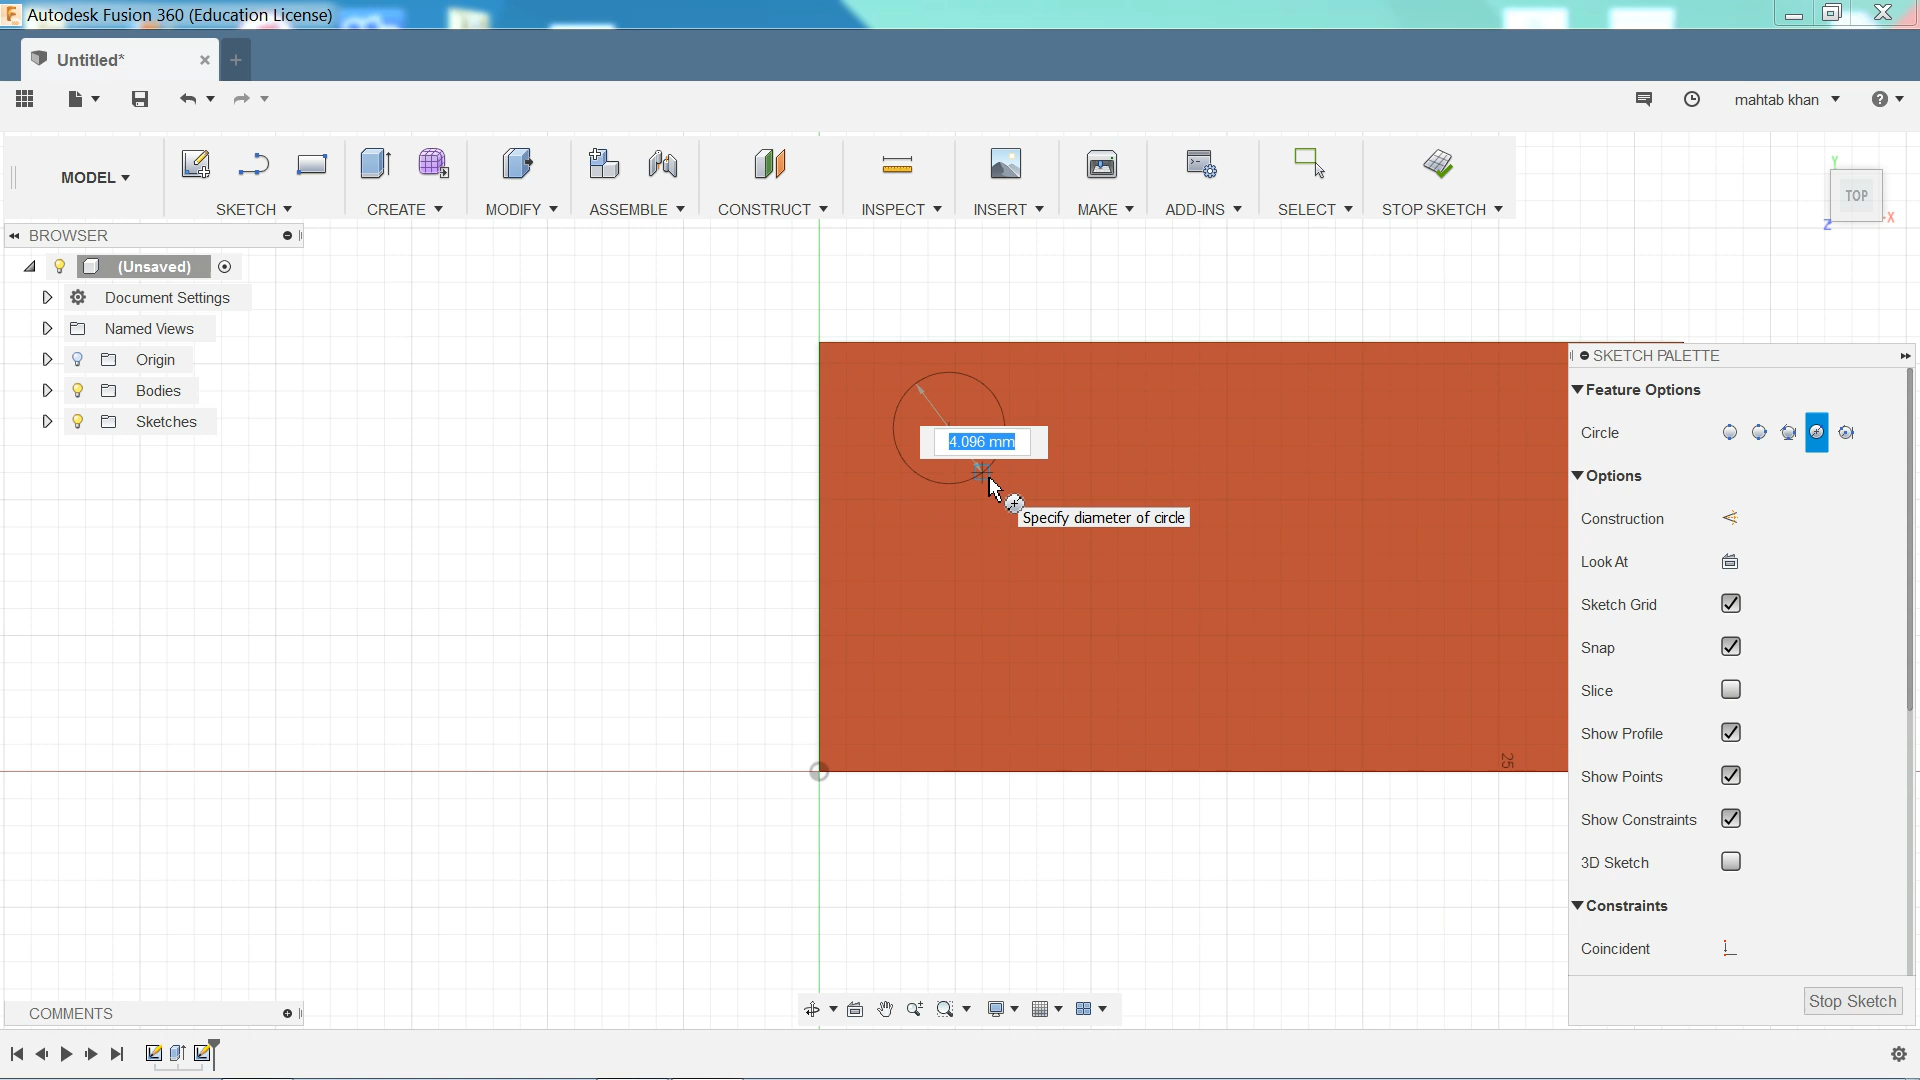 Autodesk Fusion 360 (Education License)
Untitled*
mahtab khan
MODEL
SKETCH
CREATE
MODIFY
ASSEMBLE
CONSTRUCT
INSPECT
INSERT
MAKE
ADD-INS
SELECT
STOP SKETCH
Y
TOP
X
Z
BROWSER
(Unsaved)
Document Settings
Named Views
Origin
Bodies
Sketches
4.096 mm
Specify diameter of circle
25
SKETCH PALETTE
Feature Options
Circle
Options
Construction
Look At
Sketch Grid
Snap
Slice
Show Profile
Show Points
Show Constraints
3D Sketch
Constraints
Coincident
Stop Sketch
COMMENTS